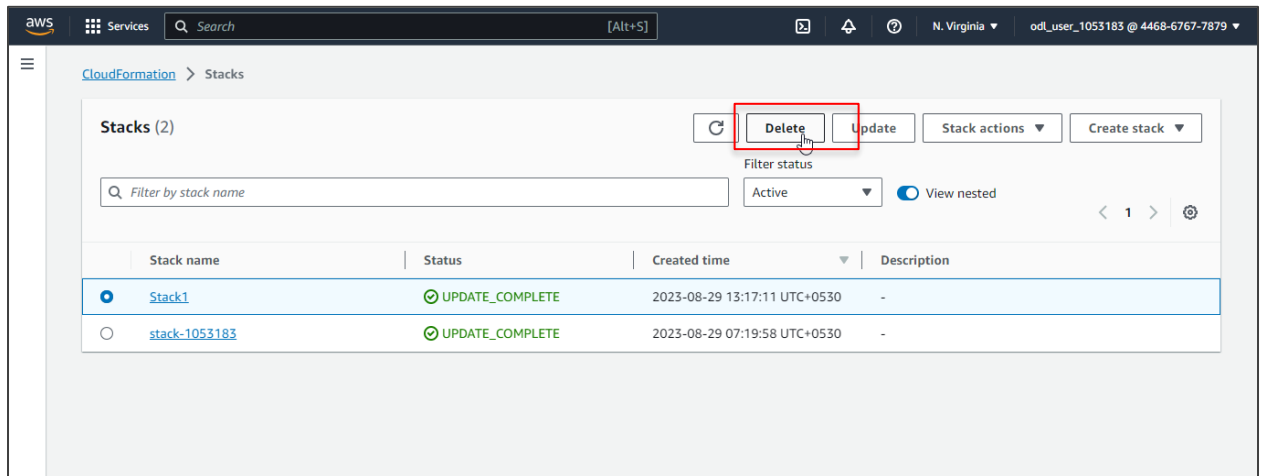 aws Services Search [Alt+S] N. Virginia ▼ odl_user_1053183 @ 4468-6767-7879 ▼
CloudFormation > Stacks
Stacks (2) Delete Update Stack actions ▼ Create stack ▼
Filter status
Filter by stack name Active ▼ View nested
< 1 >
Stack name Status Created time ▼ Description
Stack1 UPDATE_COMPLETE 2023-08-29 13:17:11 UTC+0530 -
stack-1053183 UPDATE_COMPLETE 2023-08-29 07:19:58 UTC+0530 -